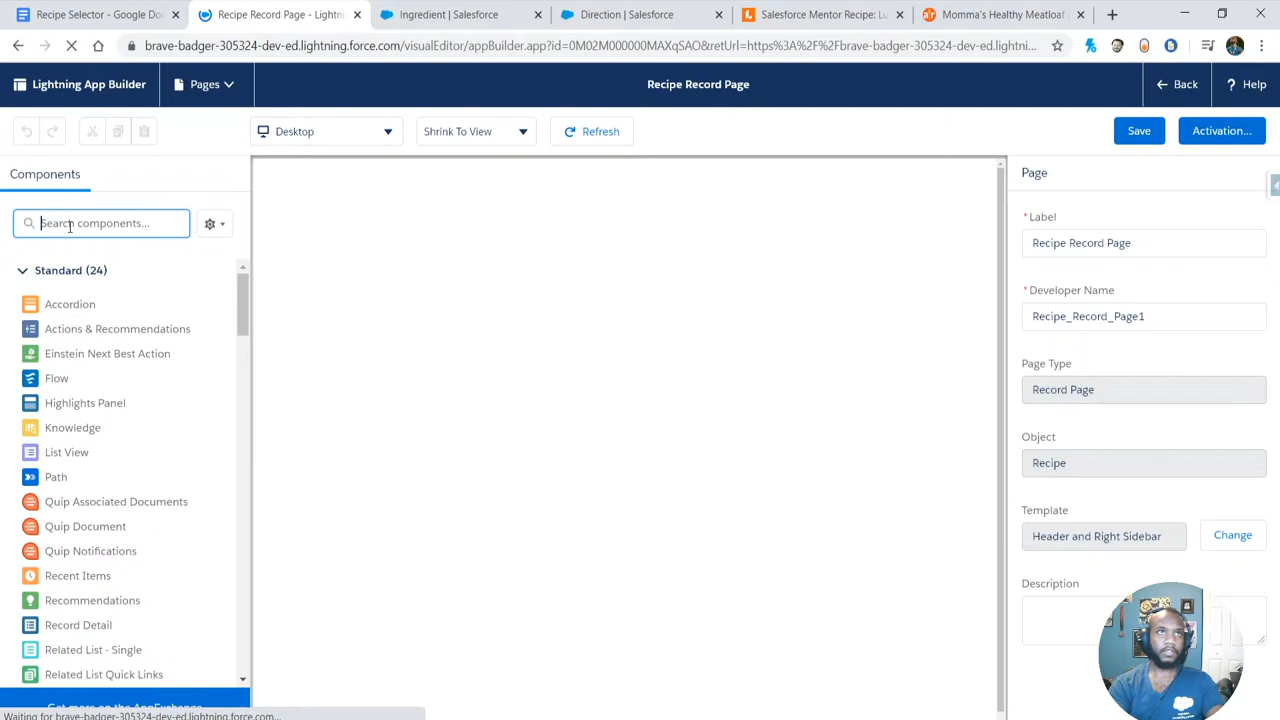 Recipe Selector - Google Doc
Recipe Record Page - Lightnin
Ingredient | Salesforce
Direction | Salesforce
Salesforce Mentor Recipe: Lu
Momma's Healthy Meatloaf
brave-badger-305324-dev-ed.lightning.force.com/visualEditor/appBuilder.app?id=0M02M000000MAXqSAO&retUrl=https%3A%2F%2Fbrave-badger-305324-dev-ed.lightni...
Lightning App Builder
Pages
Recipe Record Page
Back
? Help
Desktop
Shrink To View
Refresh
Save
Activation...
Components
Search components...
Standard (24)
Accordion
Actions & Recommendations
Einstein Next Best Action
Flow
Highlights Panel
Knowledge
List View
Path
Quip Associated Documents
Quip Document
Quip Notifications
Recent Items
Recommendations
Record Detail
Related List - Single
Related List Quick Links
Get more on the AppExchange
Waiting for brave-badger-305324-dev-ed.lightning.force.com...
Page
*Label
Recipe Record Page
*Developer Name
Recipe_Record_Page1
Page Type
Record Page
Object
Recipe
Template
Header and Right Sidebar
Change
Description